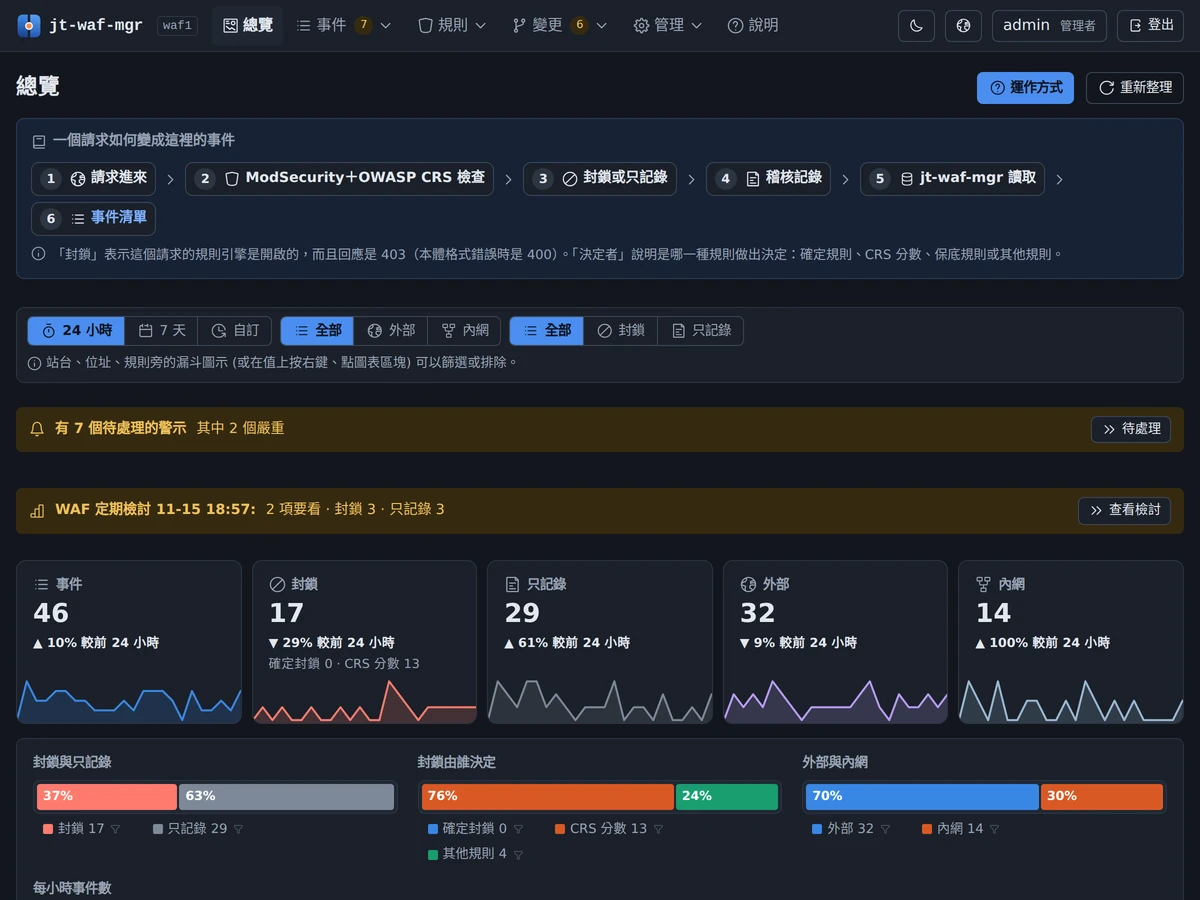 jt-waf-mgr waf1 總覽 事件 7 規則 變更 6 管理 說明 admin 管理者 登出
總覽 運作方式 重新整理
一個請求如何變成這裡的事件
1 請求進來 2 ModSecurity＋OWASP CRS 檢查 3 封鎖或只記錄 4 稽核記錄 5 jt-waf-mgr 讀取
6 事件清單
「封鎖」表示這個請求的規則引擎是開啟的，而且回應是 403（本體格式錯誤時是 400）。「決定者」說明是哪一種規則做出決定：確定規則、CRS 分數、保底規則或其他規則。
24 小時 7 天 自訂 全部 外部 內網 全部 封鎖 只記錄
站台、位址、規則旁的漏斗圖示 (或在值上按右鍵、點圖表區塊) 可以篩選或排除。
有 7 個待處理的警示 其中 2 個嚴重 待處理
WAF 定期檢討 11-15 18:57: 2 項要看 · 封鎖 3 · 只記錄 3 查看檢討
事件 封鎖 只記錄 外部 內網
46 17 29 32 14
▲ 10% 較前 24 小時 ▼ 29% 較前 24 小時 ▲ 61% 較前 24 小時 ▼ 9% 較前 24 小時 ▲ 100% 較前 24 小時
確定封鎖 0 · CRS 分數 13
封鎖與只記錄 封鎖由誰決定 外部與內網
37% 63% 76% 24% 70% 30%
封鎖 17 只記錄 29 確定封鎖 0 CRS 分數 13 外部 32 內網 14
其他規則 4
每小時事件數